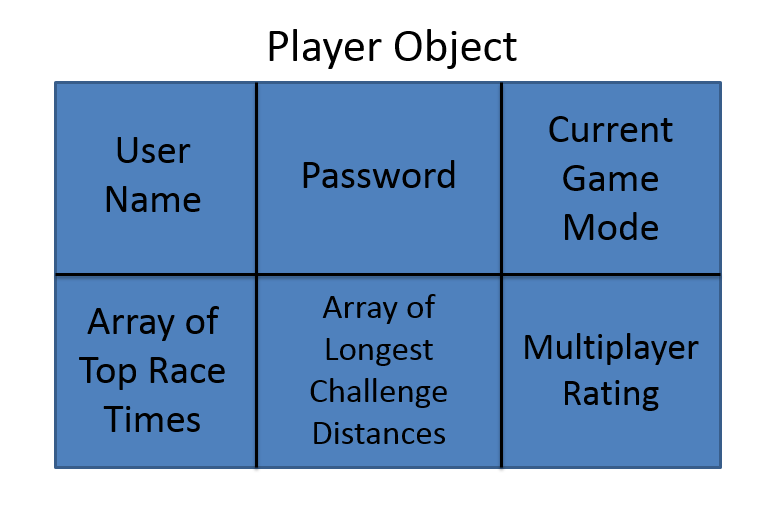 Player Object
User
Name
Password
Current
Game
Mode
Array of
Top Race
Times
Array of
Longest
Challenge
Distances
Multiplayer
Rating